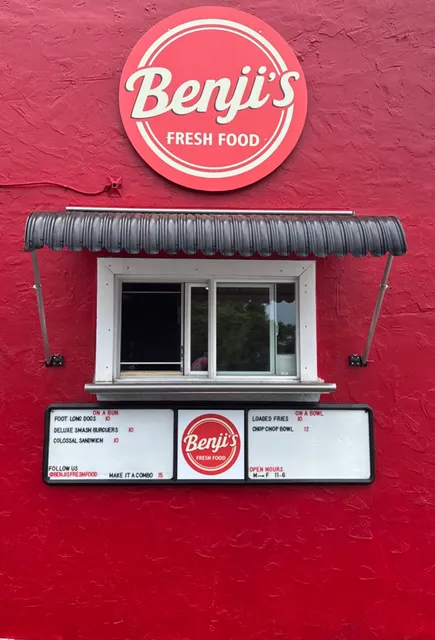 Benji's
FRESH FOOD
ON A BUN
FOOT LONG DOGS 10
DELUXE SMASH BURGUERS 10
COLOSSAL SANDWICH 10
FOLLOW US
@BENJISFRESHFOOD
MAKE IT A COMBO 15
Benji's
FRESH FOOD
ON A BOWL
LOADED FRIES 10
CHOP CHOP BOWL 12
OPEN HOURS
M—F 11-6